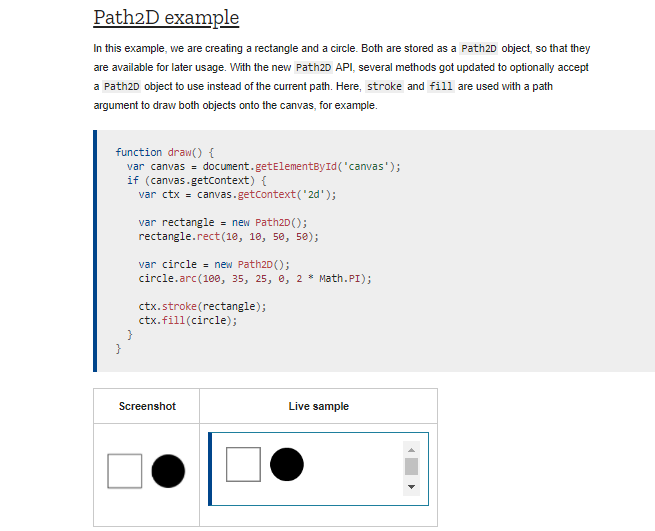 Path2D example
In this example, we are creating a rectangle and a circle. Both are stored as a Path2D object, so that they
are available for later usage. With the new Path2D API, several methods got updated to optionally accept
a Path2D object to use instead of the current path. Here, stroke and fill are used with a path
argument to draw both objects onto the canvas, for example.
function draw() {
  var canvas = document.getElementById('canvas');
  if (canvas.getContext) {
    var ctx = canvas.getContext('2d');

    var rectangle = new Path2D();
    rectangle.rect(10, 10, 50, 50);

    var circle = new Path2D();
    circle.arc(100, 35, 25, 0, 2 * Math.PI);

    ctx.stroke(rectangle);
    ctx.fill(circle);
  }
}
Screenshot Live sample